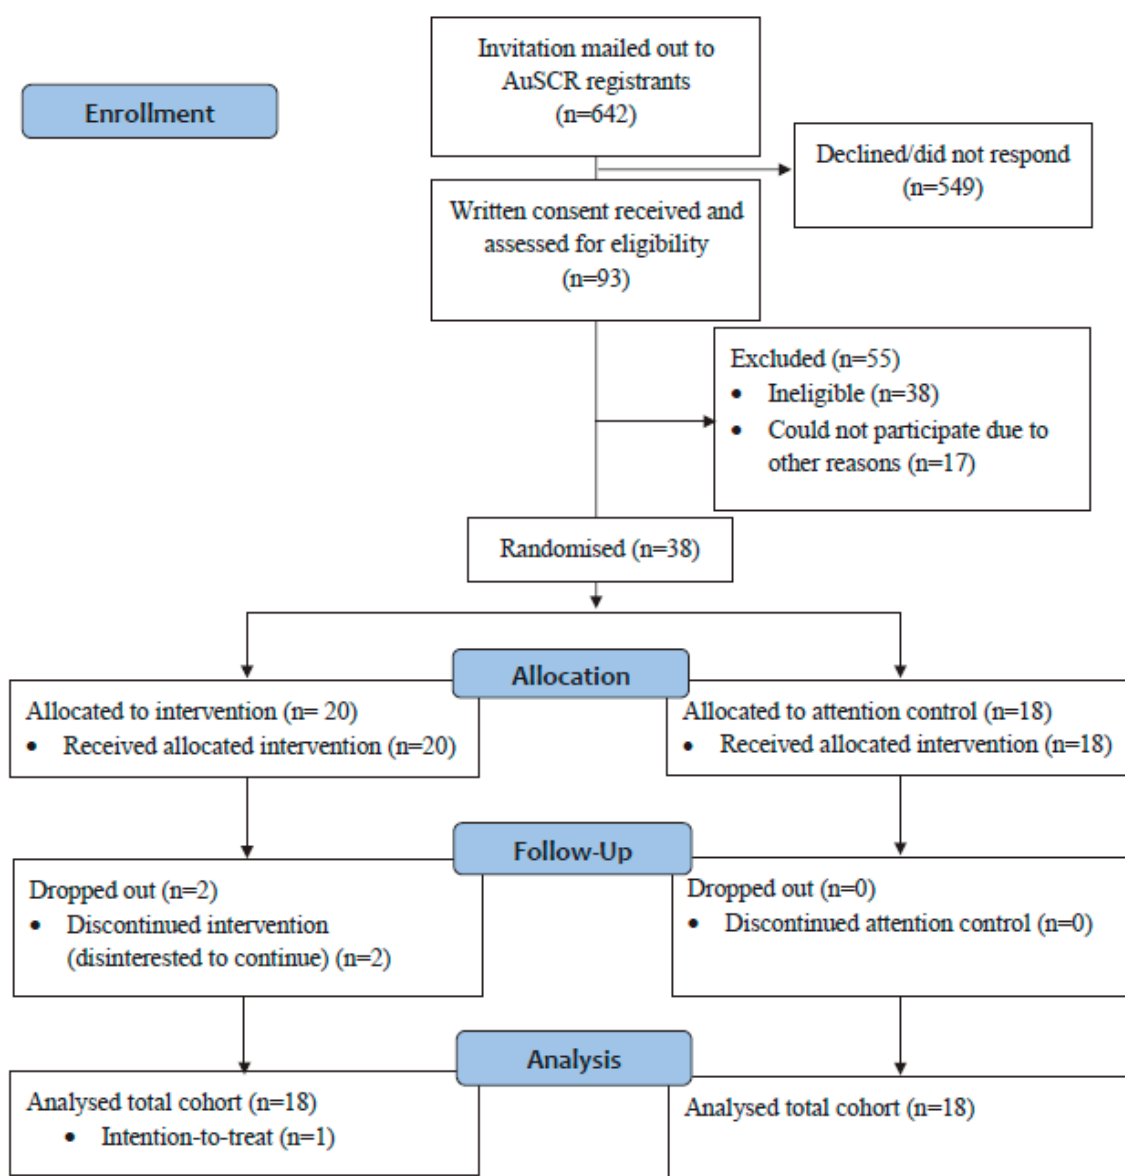 Enrollment
Invitation mailed out to
AuSCR registrants
(n=642)
Declined/did not respond
(n=549)
Written consent received and
assessed for eligibility
(n=93)
Excluded (n=55)
• Ineligible (n=38)
• Could not participate due to
other reasons (n=17)
Randomised (n=38)
Allocation
Allocated to intervention (n= 20)
• Received allocated intervention (n=20)
Allocated to attention control (n=18)
• Received allocated intervention (n=18)
Follow-Up
Dropped out (n=2)
• Discontinued intervention
(disinterested to continue) (n=2)
Dropped out (n=0)
• Discontinued attention control (n=0)
Analysis
Analysed total cohort (n=18)
• Intention-to-treat (n=1)
Analysed total cohort (n=18)